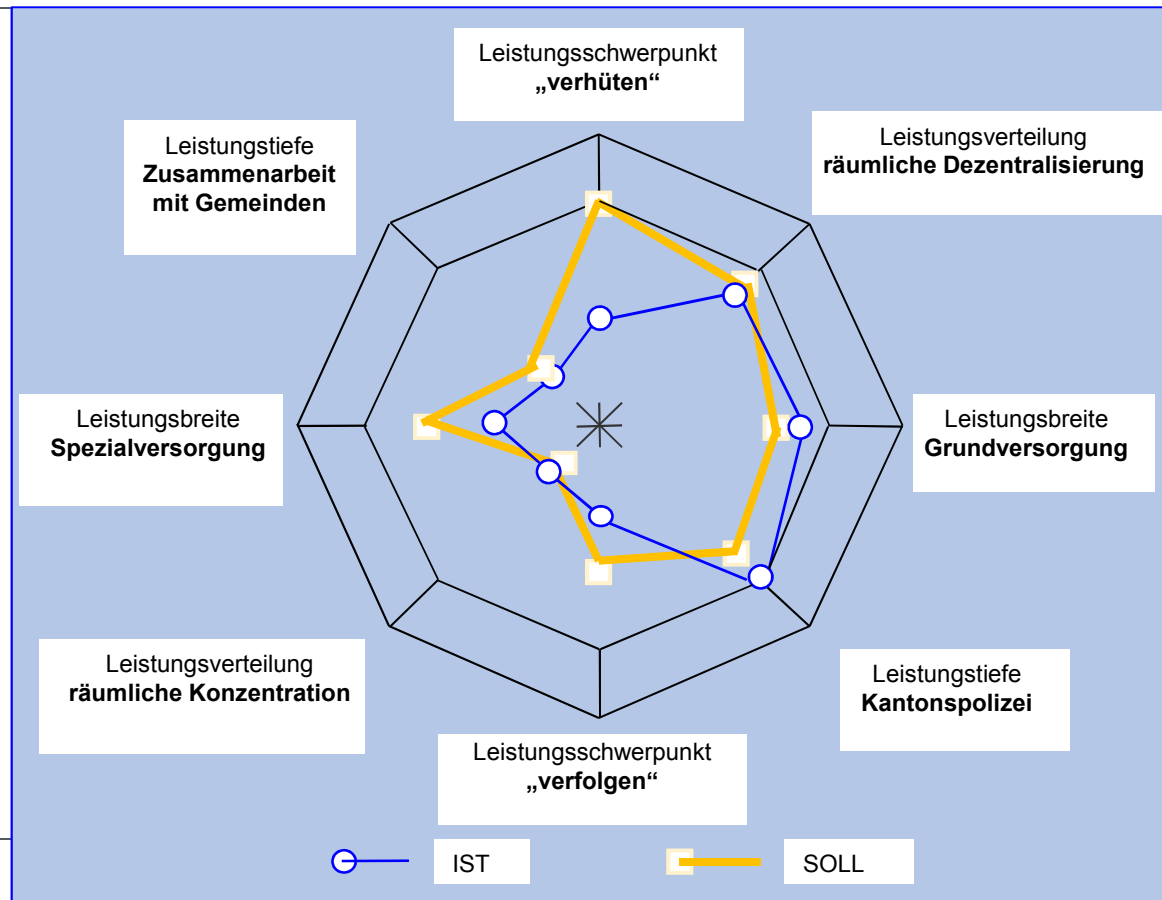 Leistungsschwerpunkt
„verhüten“
Leistungsverteilung
räumliche Dezentralisierung
Leistungstiefe
Zusammenarbeit
mit Gemeinden
Leistungsbreite
Spezialversorgung
Leistungsbreite
Grundversorgung
Leistungsverteilung
räumliche Konzentration
Leistungstiefe
Kantonspolizei
Leistungsschwerpunkt
„verfolgen“
IST
SOLL